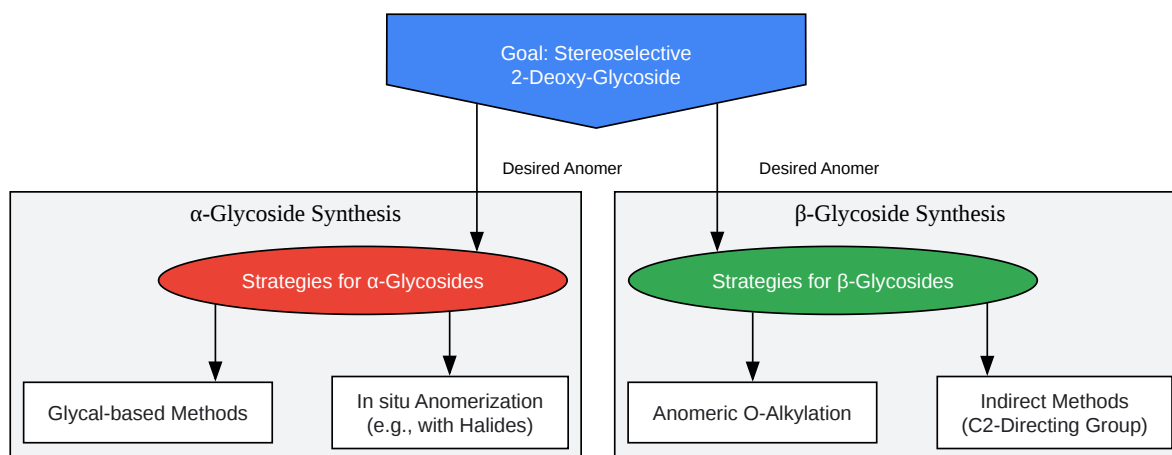 Goal: Stereoselective
2-Deoxy-Glycoside
Desired Anomer
Desired Anomer
α-Glycoside Synthesis
β-Glycoside Synthesis
Strategies for α-Glycosides
Strategies for β-Glycosides
Glycal-based Methods
In situ Anomerization
(e.g., with Halides)
Anomeric O-Alkylation
Indirect Methods
(C2-Directing Group)